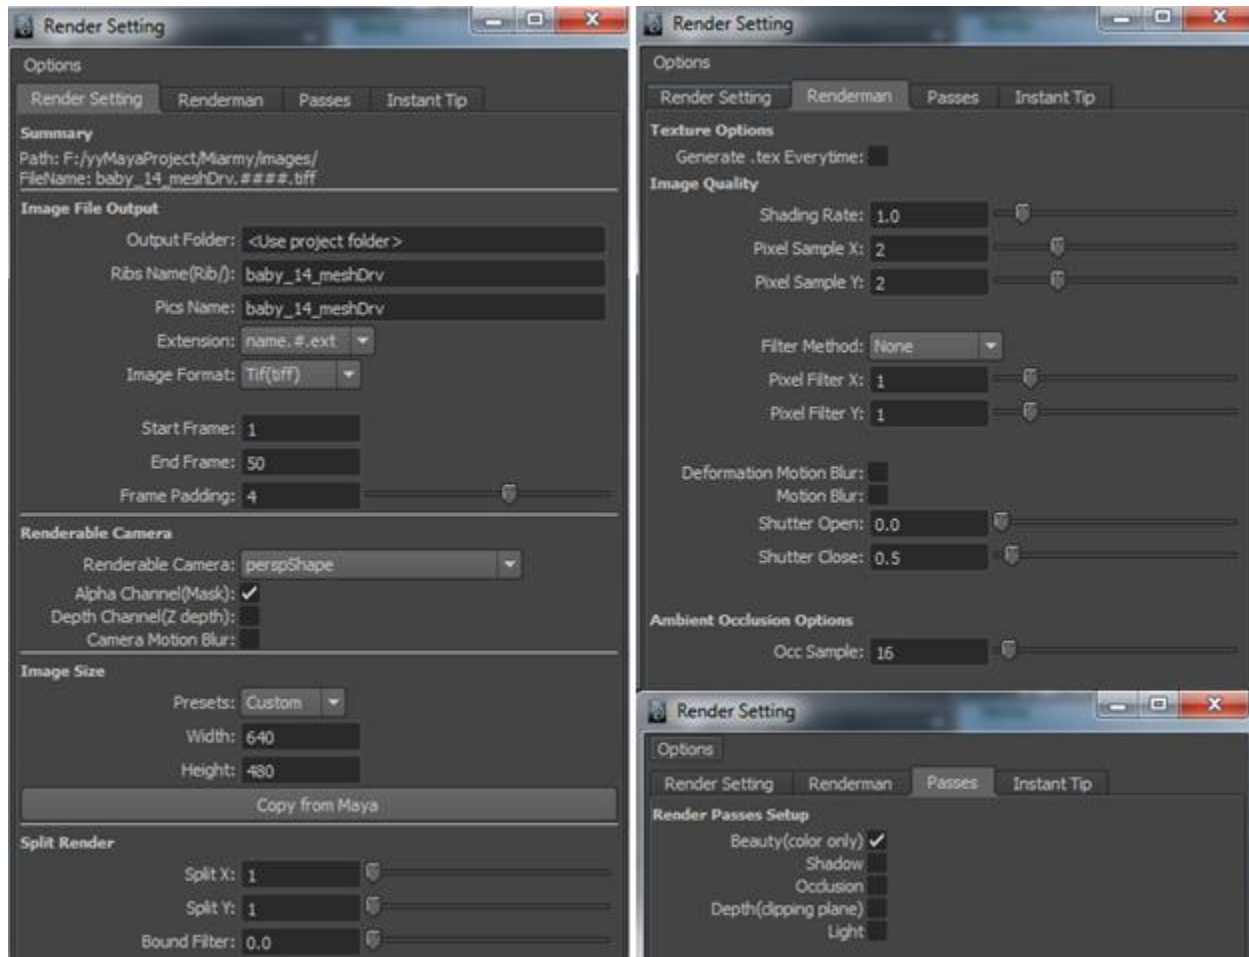 Render Setting
Options
Render Setting Renderman Passes Instant Tip
Summary
Path: F:/yyMayaProject/Miarmy/images/
FileName: baby_14_meshDrv.####.tiff
Image File Output
Output Folder: <Use project folder>
Ribs Name(Rib/): baby_14_meshDrv
Pics Name: baby_14_meshDrv
Extension: name.#.ext
Image Format: Tif(tiff)
Start Frame: 1
End Frame: 50
Frame Padding: 4
Renderable Camera
Renderable Camera: perspShape
Alpha Channel(Mask):
Depth Channel(Z depth):
Camera Motion Blur:
Image Size
Presets: Custom
Width: 640
Height: 480
Copy from Maya
Split Render
Split X: 1
Split Y: 1
Bound Filter: 0.0
Render Setting
Options
Render Setting Renderman Passes Instant Tip
Texture Options
Generate .tex Everytime:
Image Quality
Shading Rate: 1.0
Pixel Sample X: 2
Pixel Sample Y: 2
Filter Method: None
Pixel Filter X: 1
Pixel Filter Y: 1
Deformation Motion Blur:
Motion Blur:
Shutter Open: 0.0
Shutter Close: 0.5
Ambient Occlusion Options
Occ Sample: 16
Render Setting
Options
Render Setting Renderman Passes Instant Tip
Render Passes Setup
Beauty(color only)
Shadow
Occlusion
Depth(clipping plane)
Light